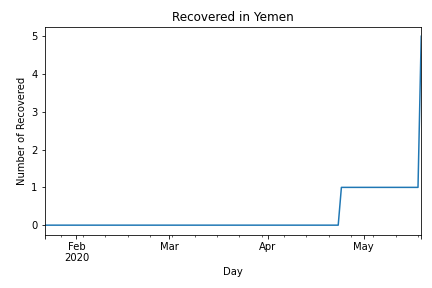 Recovered in Yemen
5
4
3
2
1
0
Number of Recovered
Feb
2020
Mar
Apr
May
Day